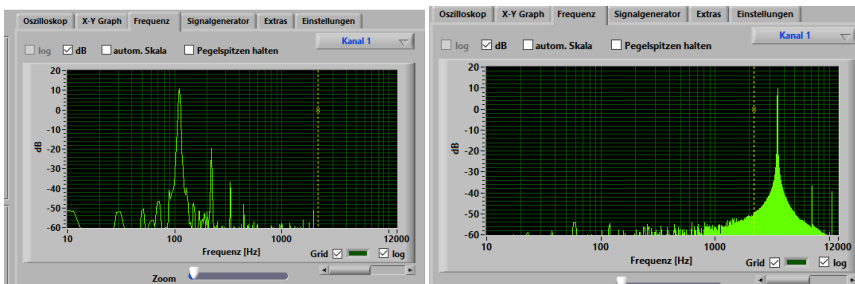 Oszilloskop X-Y Graph Frequenz Signalgenerator Extras Einstellungen
Kanal 1
log dB autom. Skala Pegelspitzen halten
20
10
0
-10
-20
-30
-40
-50
-60
dB
10 100 1000 12000
Frequenz [Hz]
Grid log
Zoom
Oszilloskop X-Y Graph Frequenz Signalgenerator Extras Einstellungen
Kanal 1
log dB autom. Skala Pegelspitzen halten
20
10
0
-10
-20
-30
-40
-50
-60
dB
10 100 1000 12000
Frequenz [Hz]
Grid log